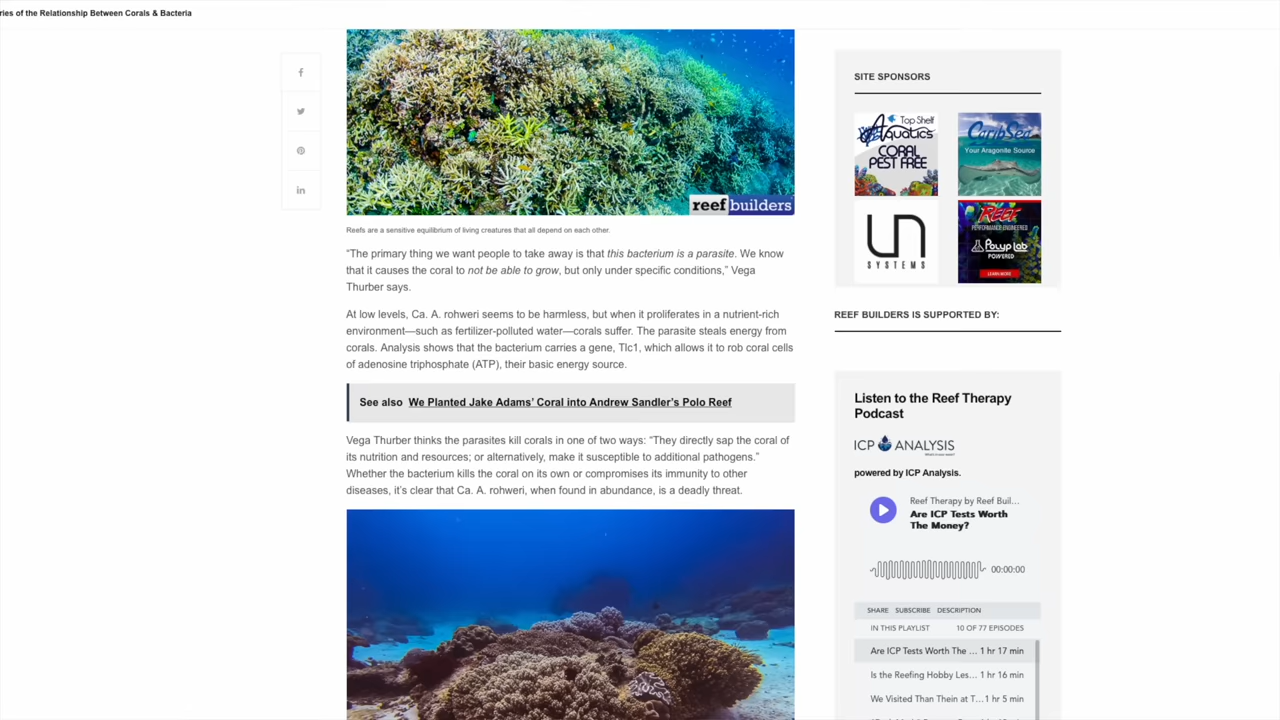 ries of the Relationship Between Corals & Bacteria
reef builders
Reefs are a sensitive equilibrium of living creatures that all depend on each other.
“The primary thing we want people to take away is that this bacterium is a parasite. We know
that it causes the coral to not be able to grow, but only under specific conditions,” Vega
Thurber says.
At low levels, Ca. A. rohweri seems to be harmless, but when it proliferates in a nutrient-rich
environment—such as fertilizer-polluted water—corals suffer. The parasite steals energy from
corals. Analysis shows that the bacterium carries a gene, Tlc1, which allows it to rob coral cells
of adenosine triphosphate (ATP), their basic energy source.
See also We Planted Jake Adams’ Coral into Andrew Sandler’s Polo Reef
Vega Thurber thinks the parasites kill corals in one of two ways: “They directly sap the coral of
its nutrition and resources; or alternatively, make it susceptible to additional pathogens.”
Whether the bacterium kills the coral on its own or compromises its immunity to other
diseases, it’s clear that Ca. A. rohweri, when found in abundance, is a deadly threat.
SITE SPONSORS
Top Shelf
Aquatics
CORAL
PEST FREE
CaribSea
Your Aragonite Source
UN
SYSTEMS
REEF
PERFORMANCE ENGINEERED
Polyp lab
POWERED
LEARN MORE
REEF BUILDERS IS SUPPORTED BY:
Listen to the Reef Therapy
Podcast
ICP ANALYSIS
powered by ICP Analysis.
Reef Therapy by Reef Buil...
Are ICP Tests Worth
The Money?
00:00:00
SHARE SUBSCRIBE DESCRIPTION
IN THIS PLAYLIST 10 OF 77 EPISODES
Are ICP Tests Worth The ... 1 hr 17 min
Is the Reefing Hobby Les... 1 hr 16 min
We Visited Than Thein at T... 1 hr 5 min